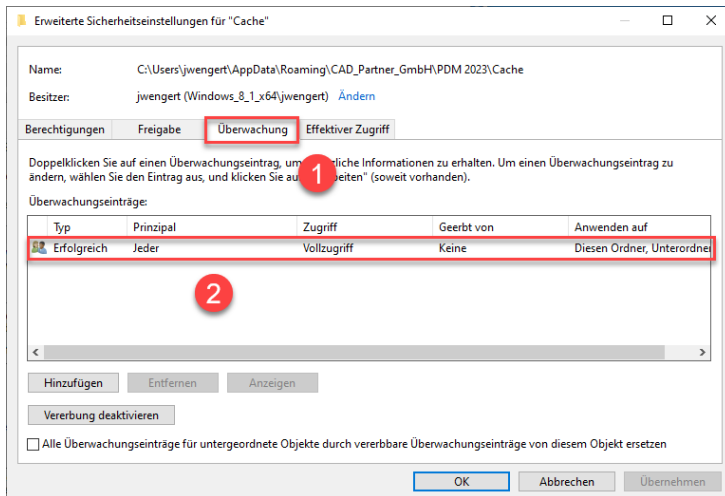 Erweiterte Sicherheitseinstellungen für "Cache"
Name: C:\Users\jwengert\AppData\Roaming\CAD_Partner_GmbH\PDM 2023\Cache
Besitzer: jwengert (Windows_8_1_x64\jwengert) Ändern
Berechtigungen Freigabe Überwachung Effektiver Zugriff
Doppelklicken Sie auf einen Überwachungseintrag, um liche Informationen zu erhalten. Um einen Überwachungseintrag zu
1
ändern, wählen Sie den Eintrag aus, und klicken Sie au beiten" (soweit vorhanden).
Überwachungseinträge:
Typ Prinzipal Zugriff Geerbt von Anwenden auf
Erfolgreich Jeder Vollzugriff Keine Diesen Ordner, Unterordner
2
Hinzufügen Entfernen Anzeigen
Vererbung deaktivieren
Alle Überwachungseinträge für untergeordnete Objekte durch vererbbare Überwachungseinträge von diesem Objekt ersetzen
OK Abbrechen Übernehmen